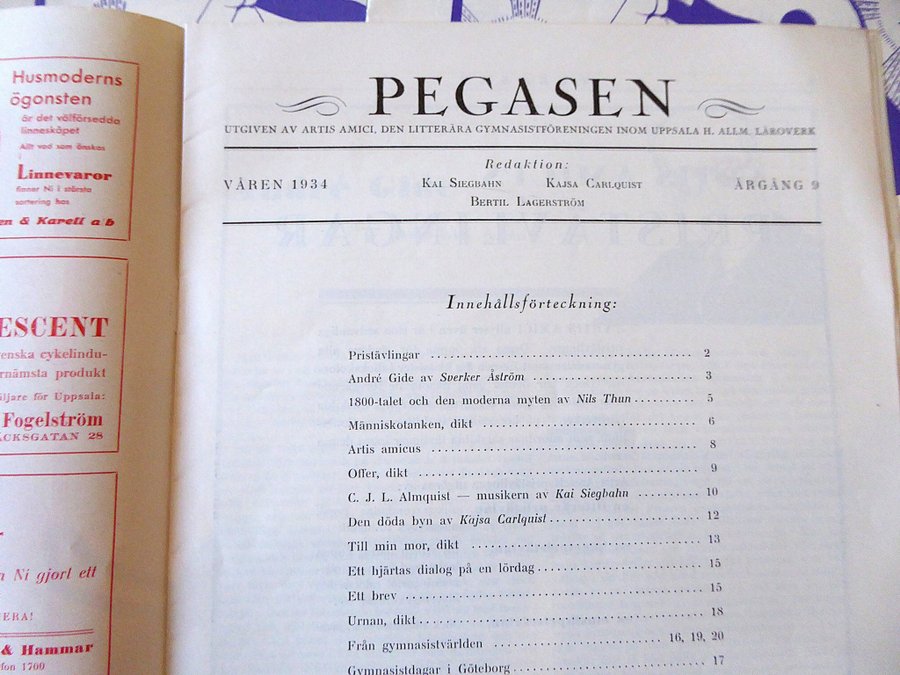 Husmoderns
ögonsten
är det välförsedda
linneskåpet
Allt vad som önskas
i
Linnevaror
finner Ni i största
sortering hos
en & Karell a/b
ESCENT
enska cykelindu-
rnämsta produkt
äljare för Uppsala:
Fogelström
ÄCKSGATAN 28
Ni gjort ett
ERA!
& Hammar
fon 1700
PEGASEN
UTGIVEN AV ARTIS AMICI, DEN LITTERÄRA GYMNASISTFÖRENINGEN INOM UPPSALA H. ALLM. LÄROVERK
Redaktion:
VÅREN 1934 KAI SIEGBAHN KAJSA CARLQUIST ÅRGÅNG 9
BERTIL LAGERSTRÖM
Innehållsförteckning:
Pristävlingar 2
André Gide av Sverker Åström 3
1800-talet och den moderna myten av Nils Thun 5
Människotanken, dikt 6
Artis amicus 8
Offer, dikt 9
C. J. L. Almquist — musikern av Kai Siegbahn 10
Den döda byn av Kajsa Carlquist 12
Till min mor, dikt 13
Ett hjärtas dialog på en lördag 15
Ett brev 15
Urnan, dikt 18
Från gymnasistvärlden 16, 19, 20
Gymnasistdagar i Göteborg 17